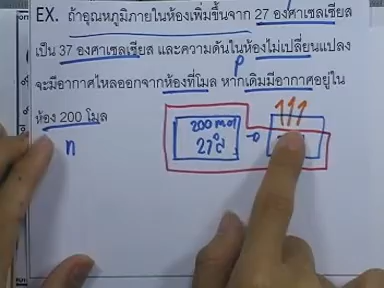 EX. ถ้าอุณหภูมิภายในห้องเพิ่มขึ้นจาก 27 องศาเซลเซียส
เป็น 37 องศาเซลเซียส และความดันในห้องไม่เปลี่ยนแปลง
P
จะมีอากาศไหลออกจากห้องที่โมล หากเดิมมีอากาศอยู่ใน
ห้อง 200 โมล
n
200 mol
27